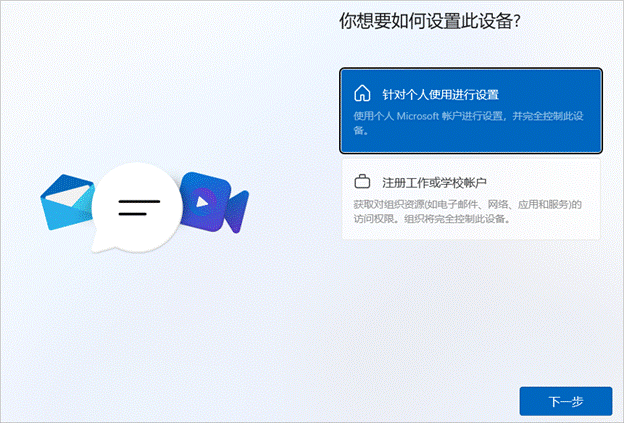 你想要如何设置此设备?
针对个人使用进行设置
使用个人 Microsoft 帐户进行设置，并完全控制此设
备。
注册工作或学校帐户
获取对组织资源(如电子邮件、网络、应用和服务)的
访问权限。组织将完全控制此设备。
下一步